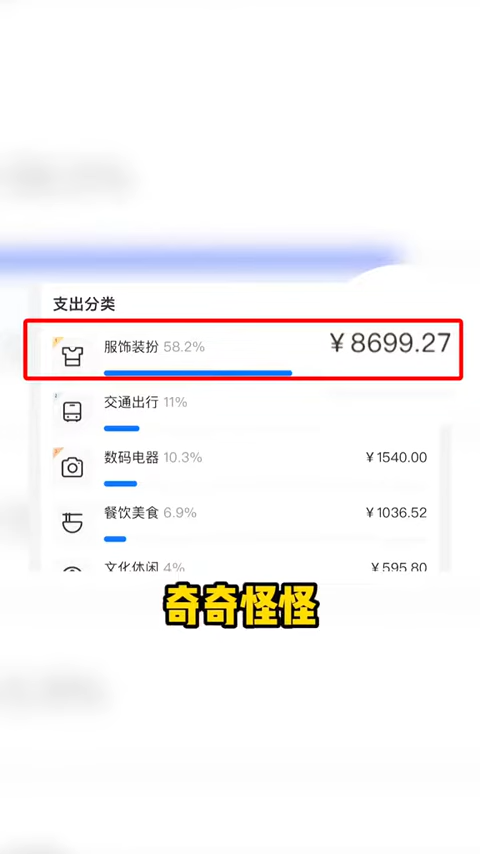 支出分类
服饰装扮 58.2% ¥8699.27
交通出行 11%
数码电器 10.3% ¥1540.00
餐饮美食 6.9% ¥1036.52
文化休闲 4% ¥595.80
奇奇怪怪